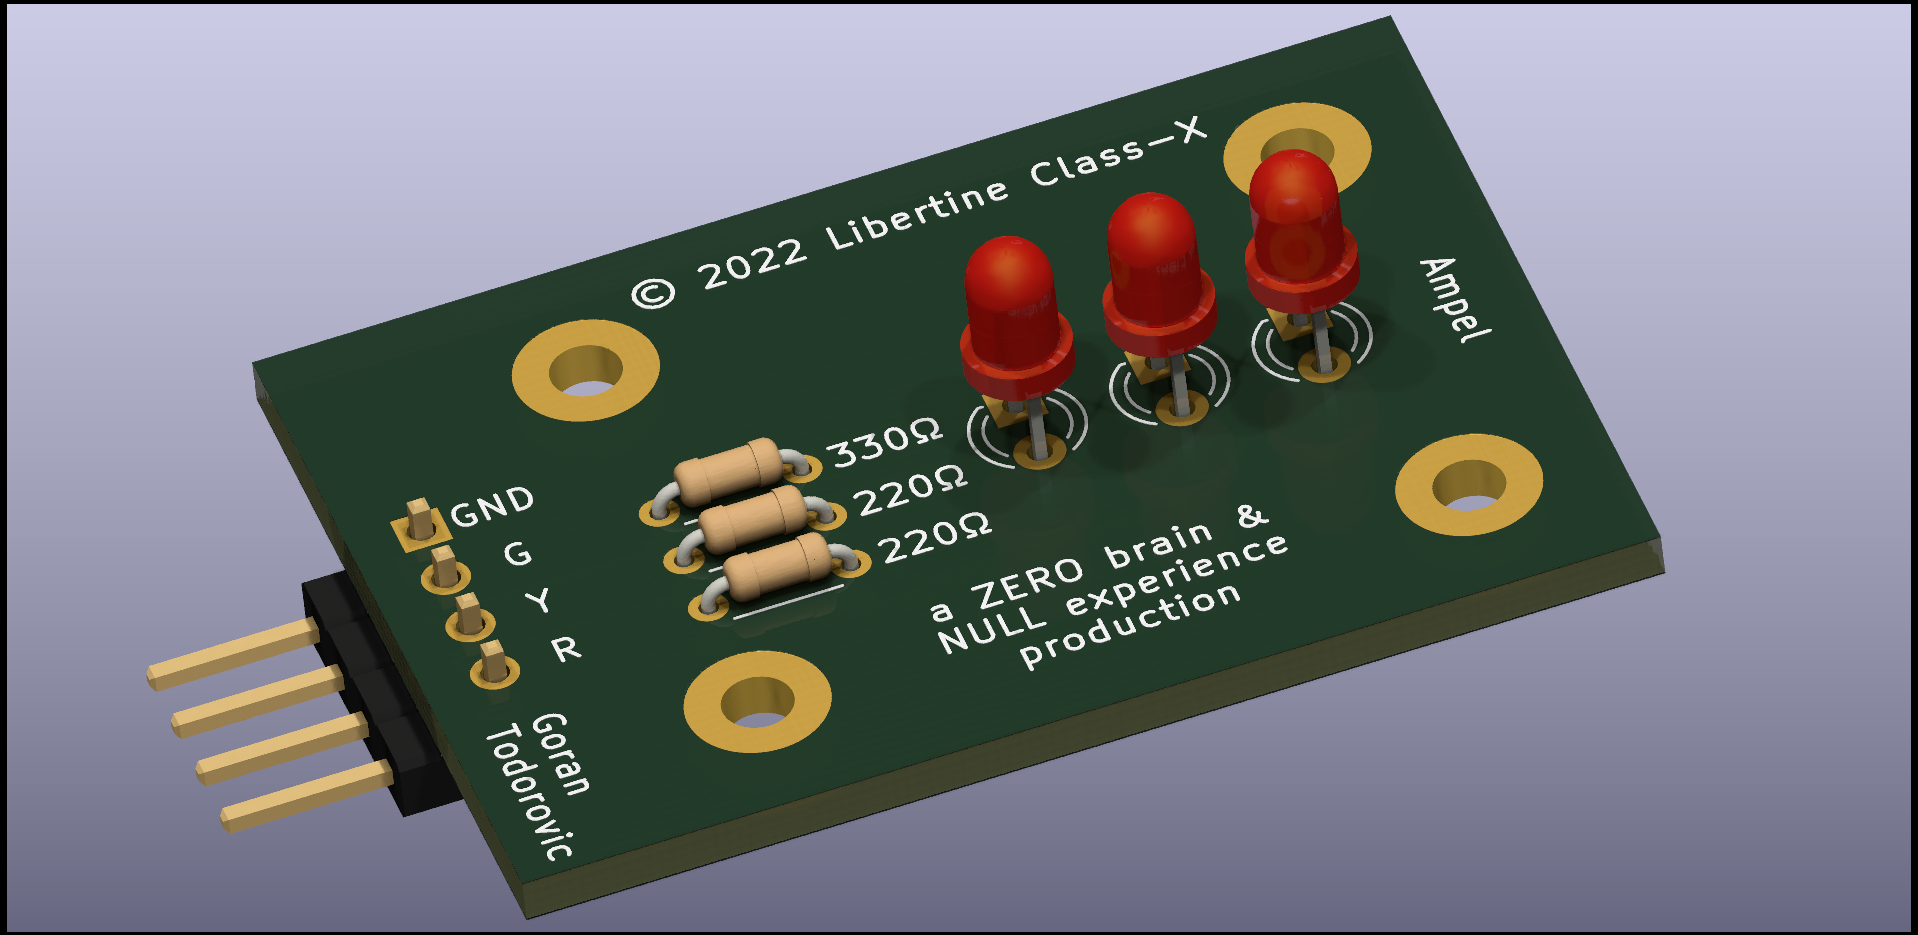 © 2022 Libertine Class-X
Ampel
330Ω
220Ω
220Ω
GND
G
Y
R
a ZERO brain &
NULL experience
production
Goran
Todorovic